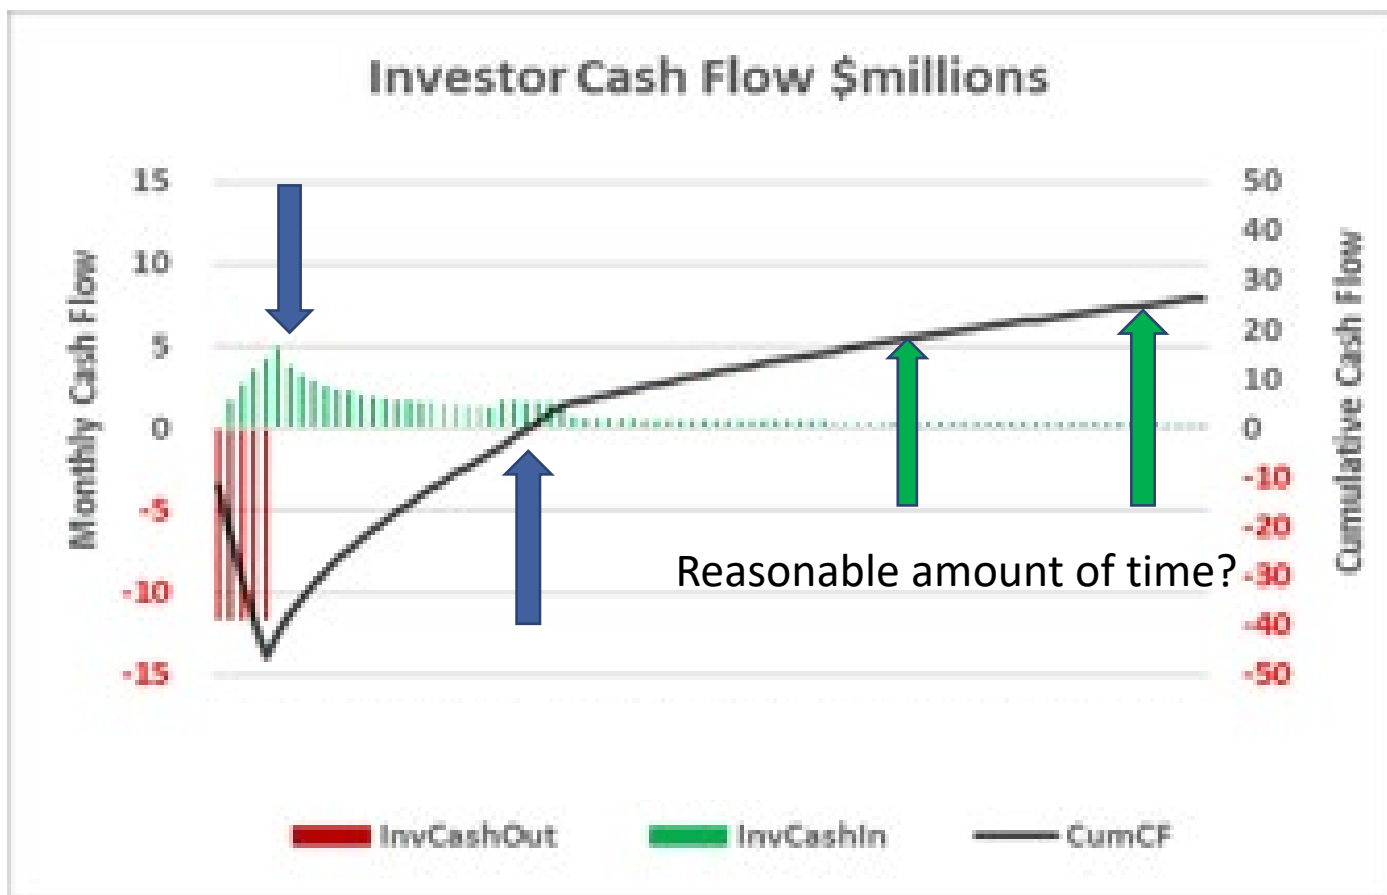 Investor Cash Flow $millions
Monthly Cash Flow
15
10
5
0
-5
-10
-15
50
40
30
20
10
0
-10
-20
-30
-40
-50
Cumulative Cash Flow
Reasonable amount of time?
InvCashOut
InvCashIn
CumCF